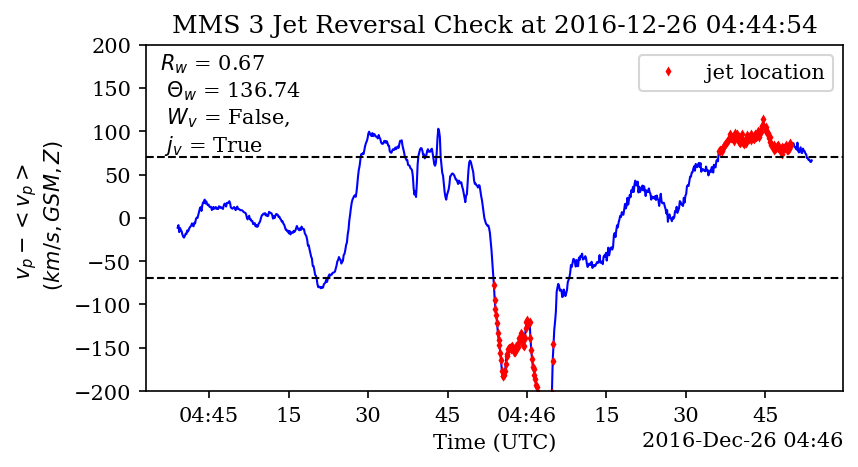 MMS 3 Jet Reversal Check at 2016-12-26 04:44:54
200
150
100
50
0
−50
−100
−150
−200
v_p − < v_p >
(km/s, GSM, Z)
R_w = 0.67
Θ_w = 136.74
W_v = False,
j_v = True
jet location
04:45 15 30 45 04:46 15 30 45
Time (UTC)
2016-Dec-26 04:46